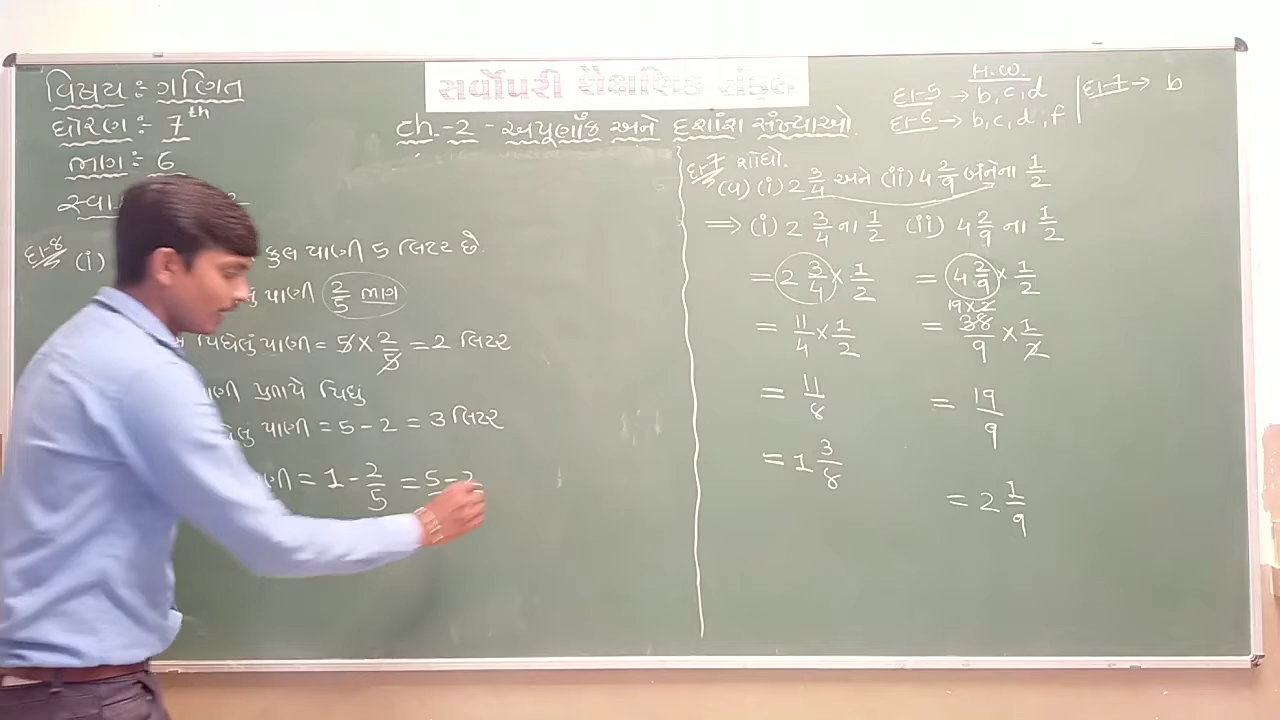 સર્વોપરી શૈક્ષણિક સંકુલ
વિષય :- ગણિત
ધોરણ :- 7th
ભાગ :- 6
સ્વા
ch.-2 - અપૂર્ણાંક અને દશાંશ સંખ્યાઓ
H.W.
દા-5 → b, c, d
દા-6 → b, c, d, f
દા-7 → b
દા-8 (i) કુલ પાણી 5 લિટર છે.
પાણી 2/5 ભાગ
પિધેલું પાણી = 5 × 2/5 = 2 લિટર
પાણી પ્રતાપે પિધું
પાણી = 5 - 2 = 3 લિટર
= 1 - 2/5 = 5-2
દા-7 શોધો.
(b) (i) 2 3/4 અને (ii) 4 2/9 બંનેના 1/2
⇒ (i) 2 3/4 ના 1/2 (ii) 4 2/9 ના 1/2
= 2 3/4 × 1/2 = 4 2/9 × 1/2
19 × 2
= 11/4 × 1/2 = 38/9 × 1/2
= 11/8 = 19/9
= 1 3/8 = 2 1/9